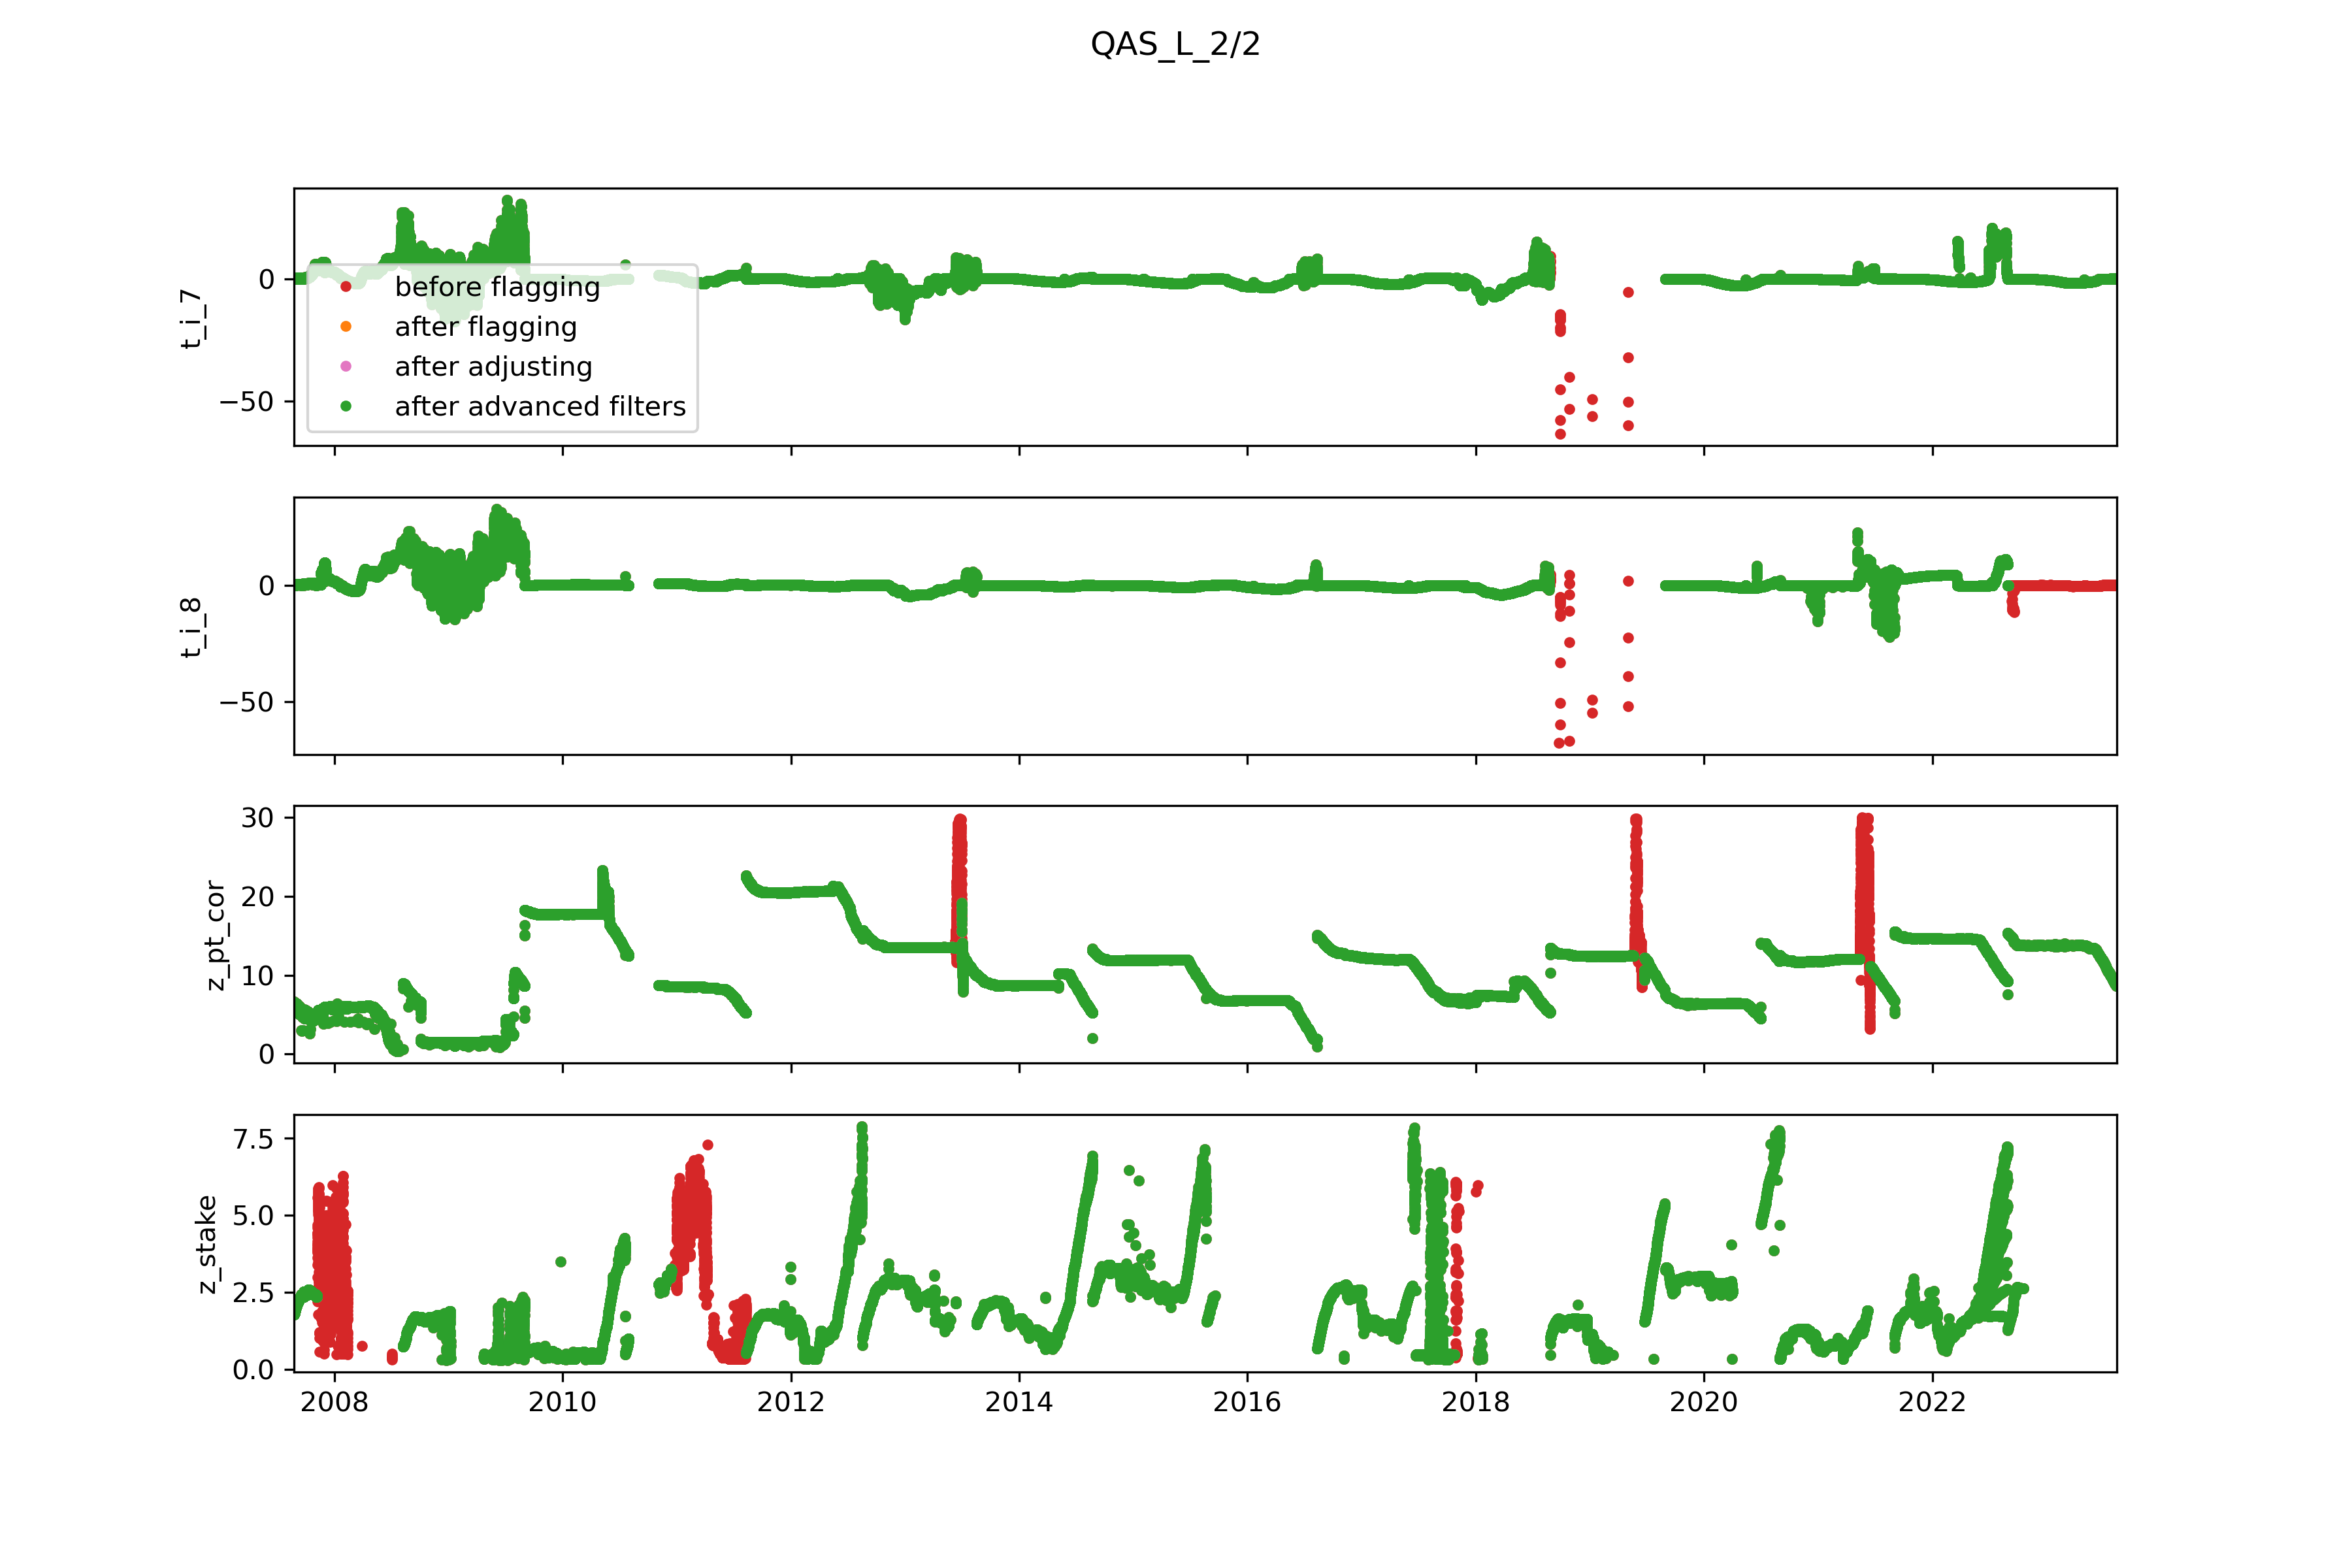 QAS_L_2/2
t_i_7
0
−50
before flagging
after flagging
after adjusting
after advanced filters
t_i_8
0
−50
z_pt_cor
30
20
10
0
z_stake
7.5
5.0
2.5
0.0
2008 2010 2012 2014 2016 2018 2020 2022